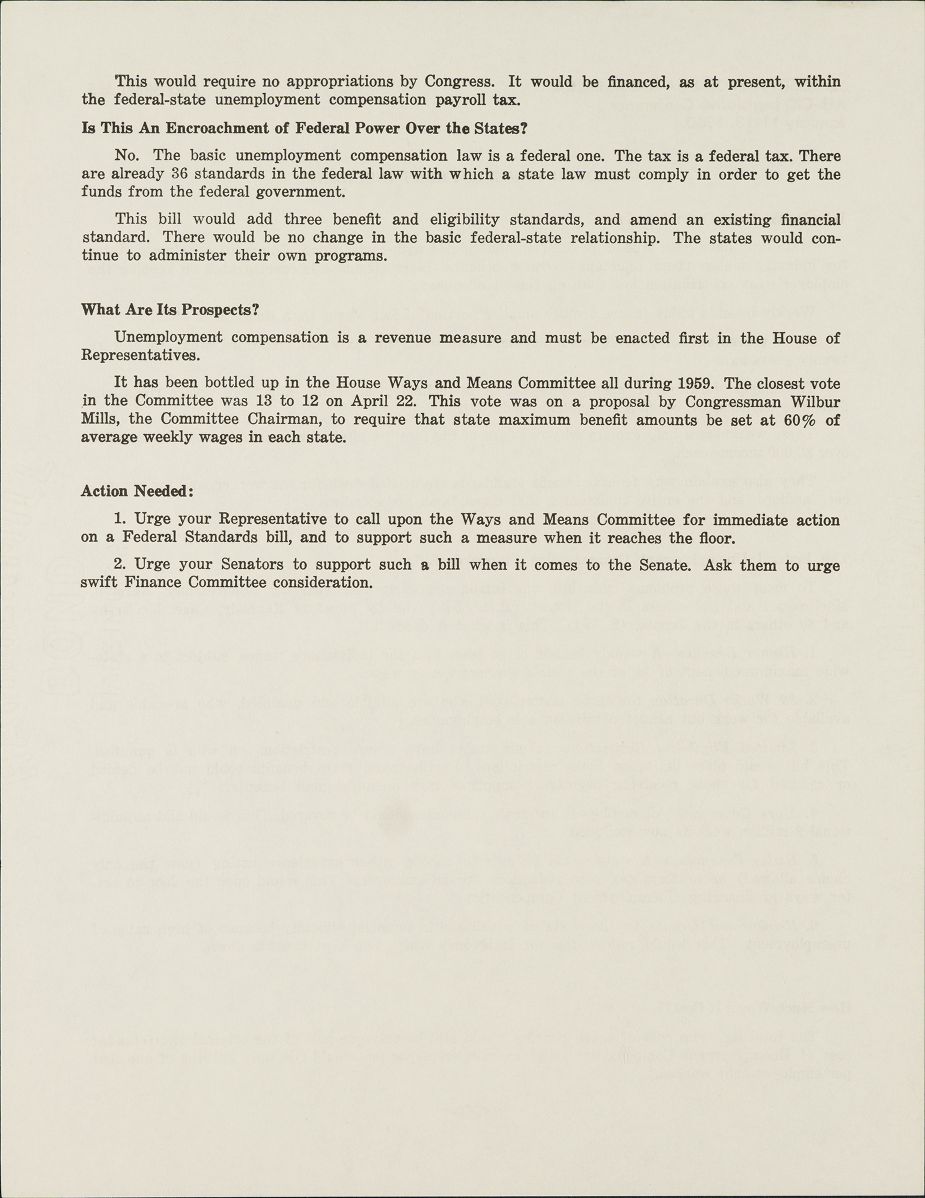 This would require no appropriations by Congress. It would be financed, as at present, within
the federal-state unemployment compensation payroll tax.
Is This An Encroachment of Federal Power Over the States?
No. The basic unemployment compensation law is a federal one. The tax is a federal tax. There
are already 36 standards in the federal law with which a state law must comply in order to get the
funds from the federal government.
This bill would add three benefit and eligibility standards, and amend an existing financial
standard. There would be no change in the basic federal-state relationship. The states would con-
tinue to administer their own programs.
What Are Its Prospects?
Unemployment compensation is a revenue measure and must be enacted first in the House of
Representatives.
It has been bottled up in the House Ways and Means Committee all during 1959. The closest vote
in the Committee was 13 to 12 on April 22. This vote was on a proposal by Congressman Wilbur
Mills, the Committee Chairman, to require that state maximum benefit amounts be set at 60% of
average weekly wages in each state.
Action Needed:
1. Urge your Representative to call upon the Ways and Means Committee for immediate action
on a Federal Standards bill, and to support such a measure when it reaches the floor.
2. Urge your Senators to support such a bill when it comes to the Senate. Ask them to urge
swift Finance Committee consideration.